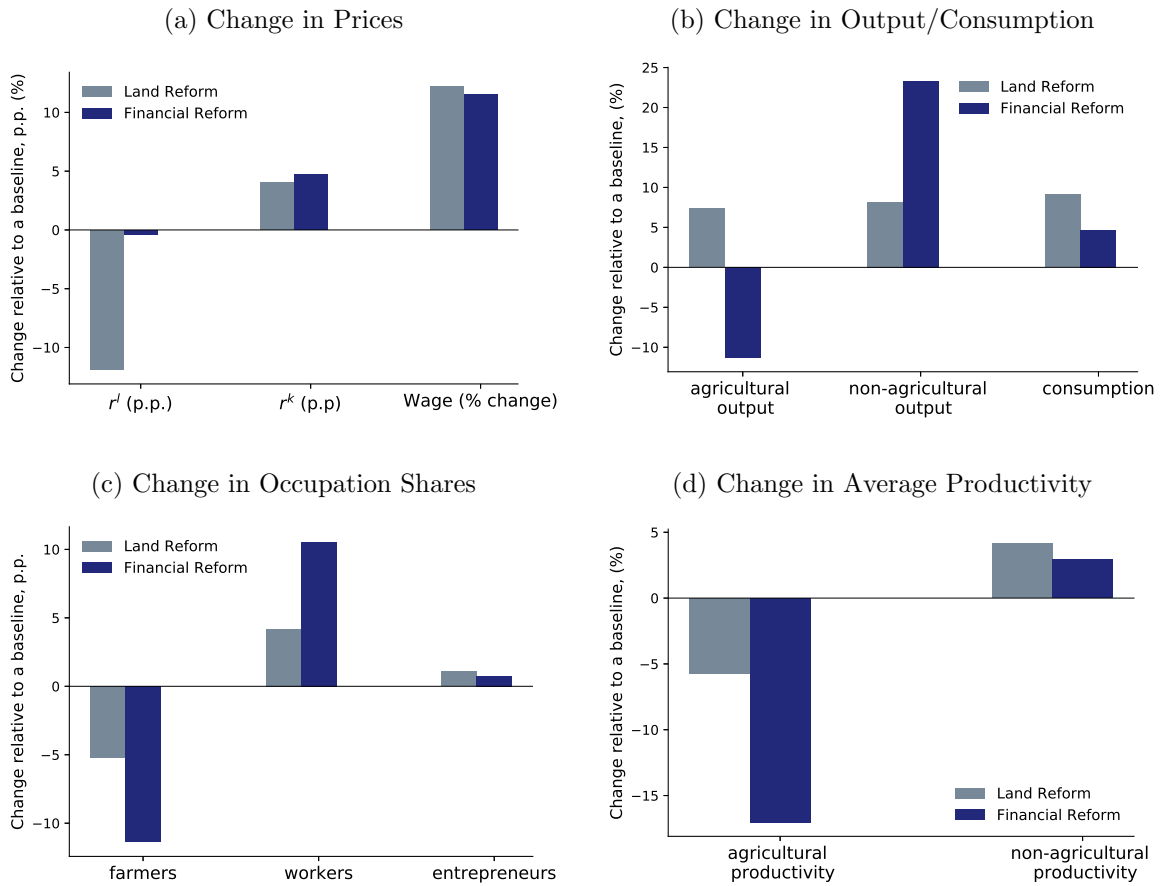 (a) Change in Prices
Change relative to a baseline, p.p. (%)
Land Reform
Financial Reform
10
5
0
−5
−10
rˡ (p.p.)
rᵏ (p.p)
Wage (% change)
(b) Change in Output/Consumption
Change relative to a baseline, (%)
Land Reform
Financial Reform
25
20
15
10
5
0
−5
−10
agricultural
output
non-agricultural
output
consumption
(c) Change in Occupation Shares
Change relative to a baseline, p.p.
Land Reform
Financial Reform
10
5
0
−5
−10
farmers
workers
entrepreneurs
(d) Change in Average Productivity
Change relative to a baseline, (%)
5
0
−5
−10
−15
Land Reform
Financial Reform
agricultural
productivity
non-agricultural
productivity